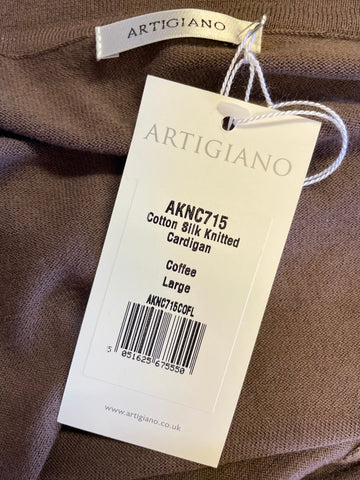 ARTIGIANO
ARTIGIANO
AKNC715
Cotton Silk Knitted
Cardigan
Coffee
Large
AKNC715COFL
5 051625 675550
www.artigiano.co.uk